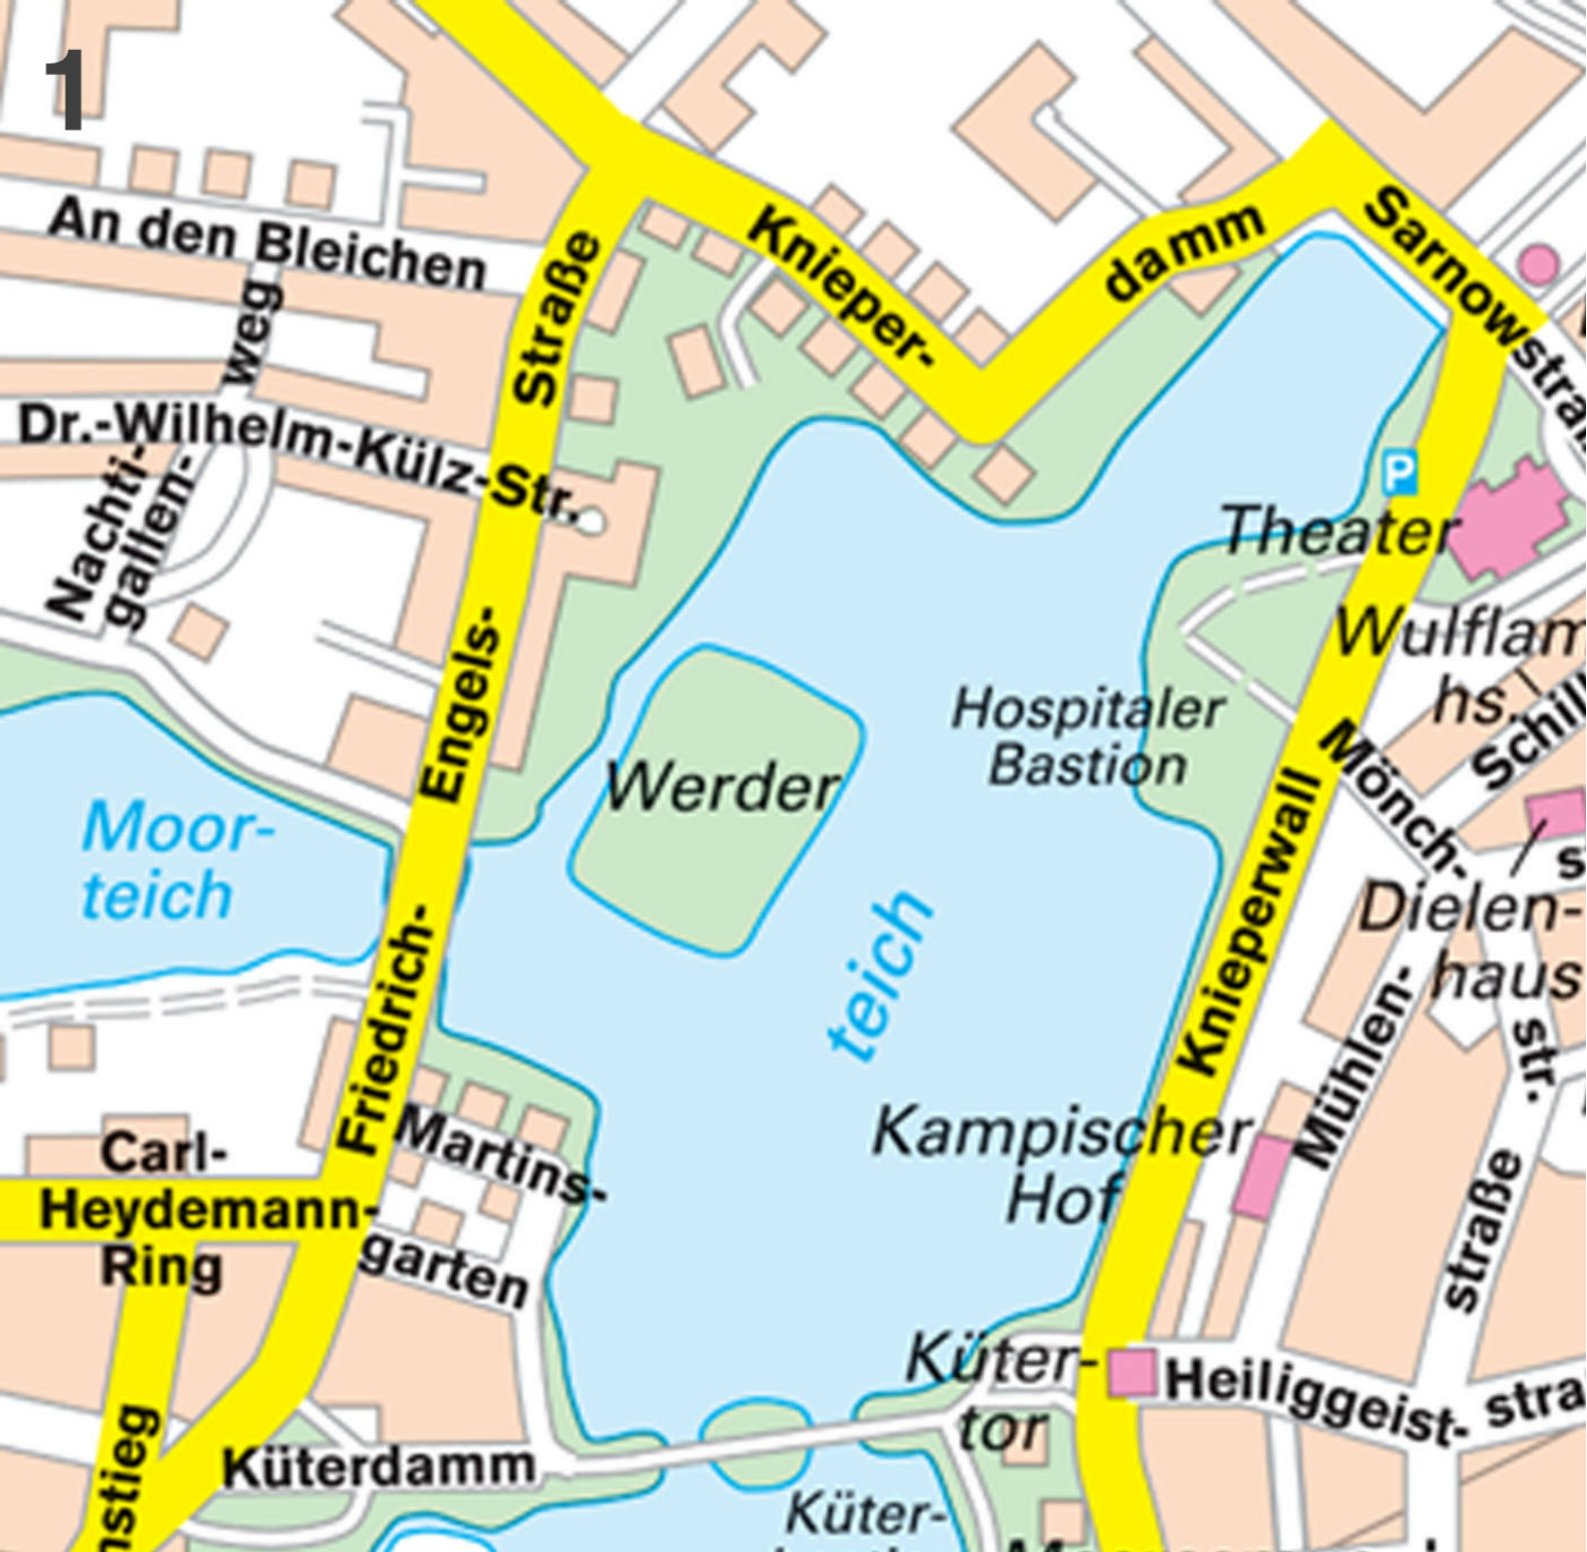 1
An den Bleichen
Knieper-
damm
Sarnowstraß
Straße
weg
Dr.-Wilhelm-Külz-Str.
Nachti-
gallen-
P
Theater
Wulflam
hs.
Schill
Engels-
Hospitaler
Bastion
Mönch-
Werder
Moor-
teich
s
Dielen-
haus
teich
Knieperwall
Friedrich-
Mühlen-
str.
Martins-
garten
Kampischer
Hof
Carl-
Heydemann-
Ring
straße
Küter-
tor
Heiliggeist-
stra
Küterdamm
nstieg
Küter-